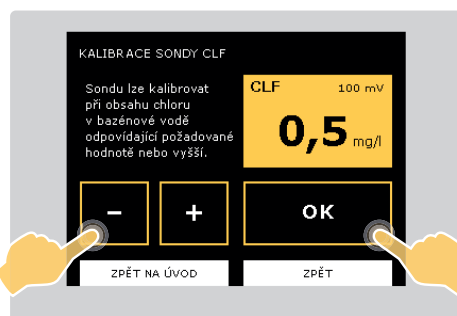 KALIBRACE SONDY CLF
Sondu lze kalibrovat
při obsahu chloru
v bazénové vodě
odpovídající požadované
hodnotě nebo vyšší.
CLF 100 mV
0,5 mg/l
– + OK
ZPĚT NA ÚVOD ZPĚT